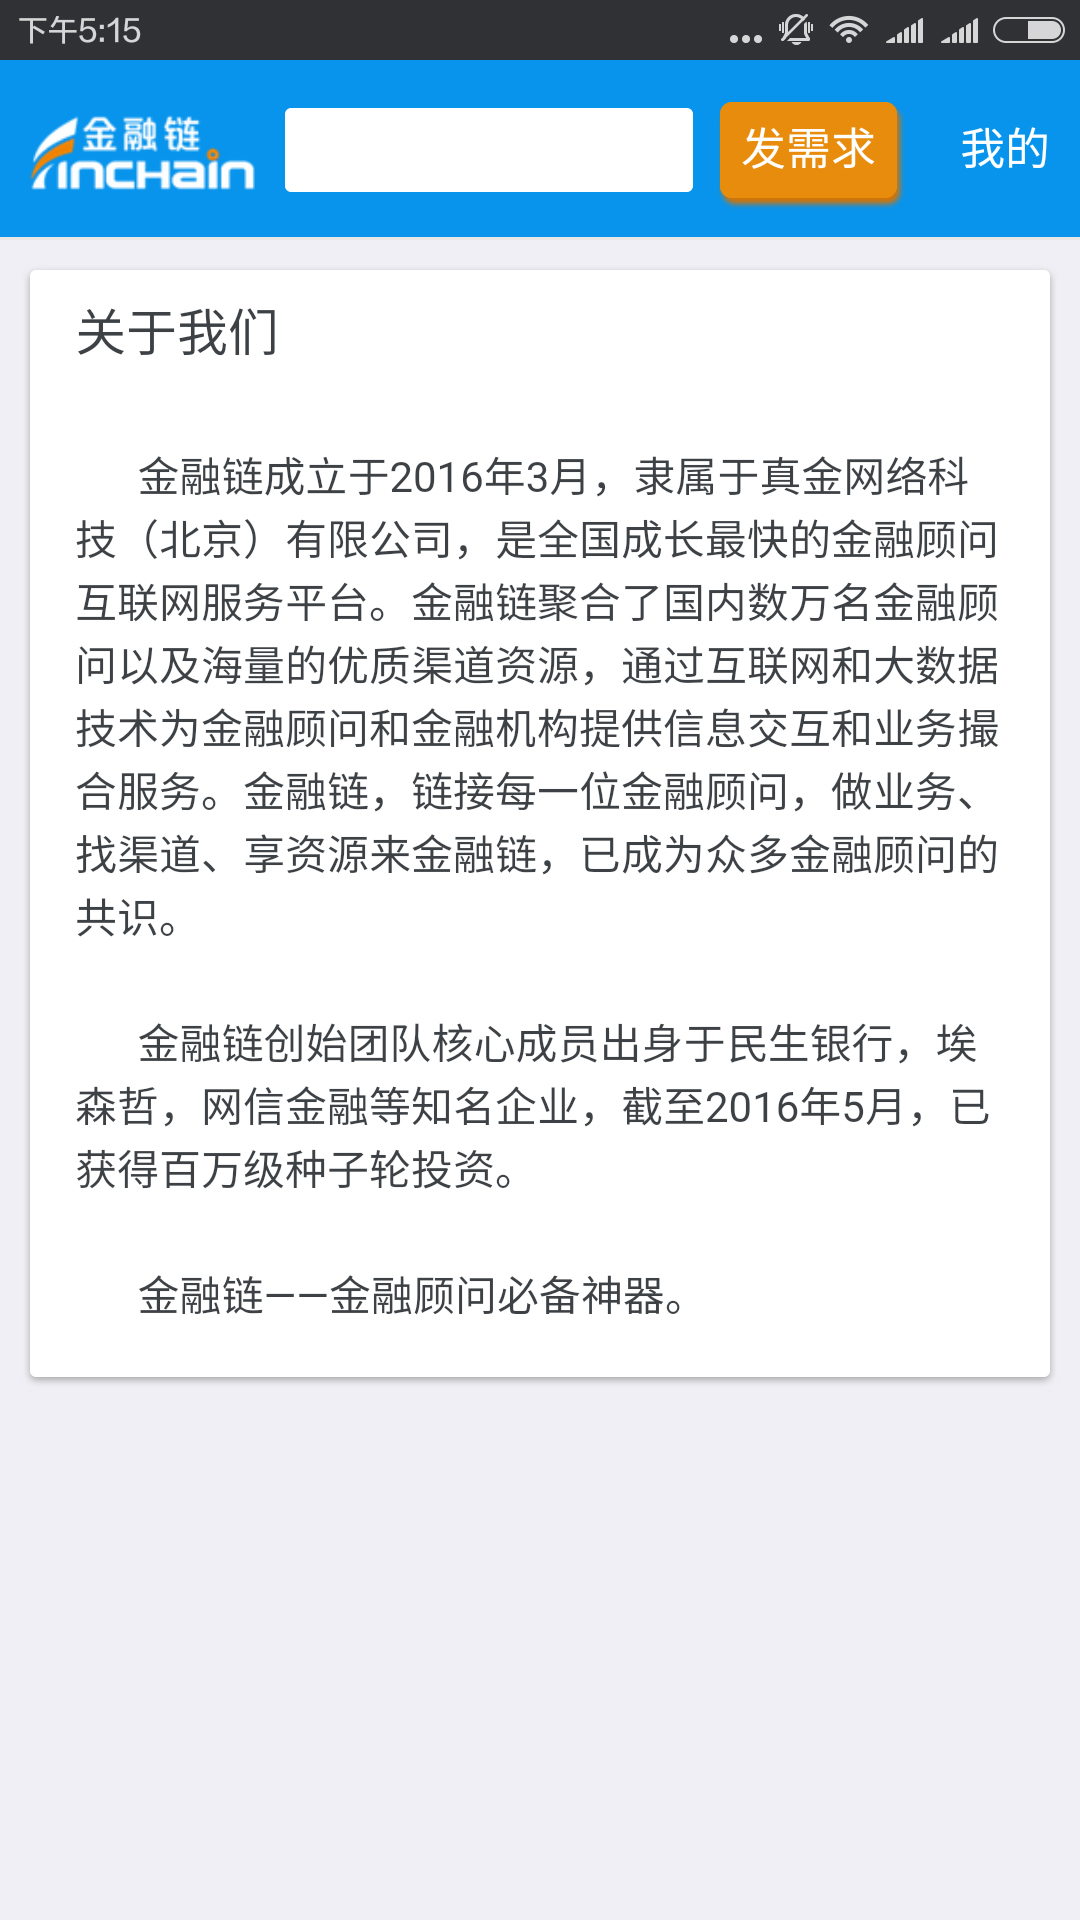 下午5:15
金融链
Finchain
发需求
我的
关于我们
金融链成立于2016年3月，隶属于真金网络科
技（北京）有限公司，是全国成长最快的金融顾问
互联网服务平台。金融链聚合了国内数万名金融顾
问以及海量的优质渠道资源，通过互联网和大数据
技术为金融顾问和金融机构提供信息交互和业务撮
合服务。金融链，链接每一位金融顾问，做业务、
找渠道、享资源来金融链，已成为众多金融顾问的
共识。
金融链创始团队核心成员出身于民生银行，埃
森哲，网信金融等知名企业，截至2016年5月，已
获得百万级种子轮投资。
金融链——金融顾问必备神器。